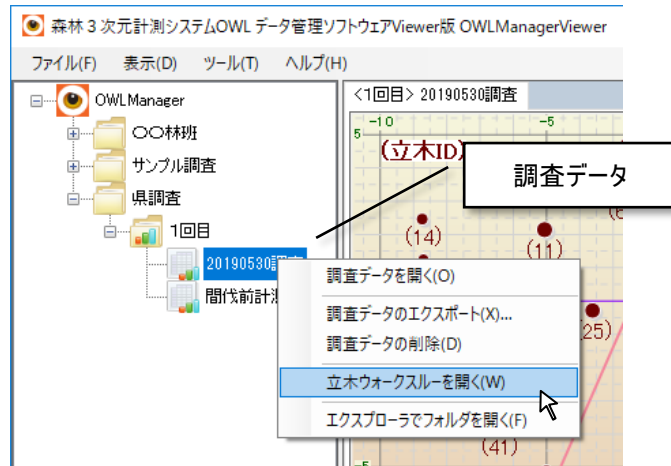 森林3次元計測システムOWL データ管理ソフトウェアViewer版 OWLManagerViewer
ファイル(F) 表示(D) ツール(T) ヘルプ(H)
OWLManager
〇〇林班
サンプル調査
県調査
1回目
20190530調査
間伐前計測
<1回目> 20190530調査
-10 -5
5
(立木ID)
調査データ
(14)
(11)
(25)
(41)
-5
調査データを開く(O)
調査データのエクスポート(X)...
調査データの削除(D)
立木ウォークスルーを開く(W)
エクスプローラでフォルダを開く(F)